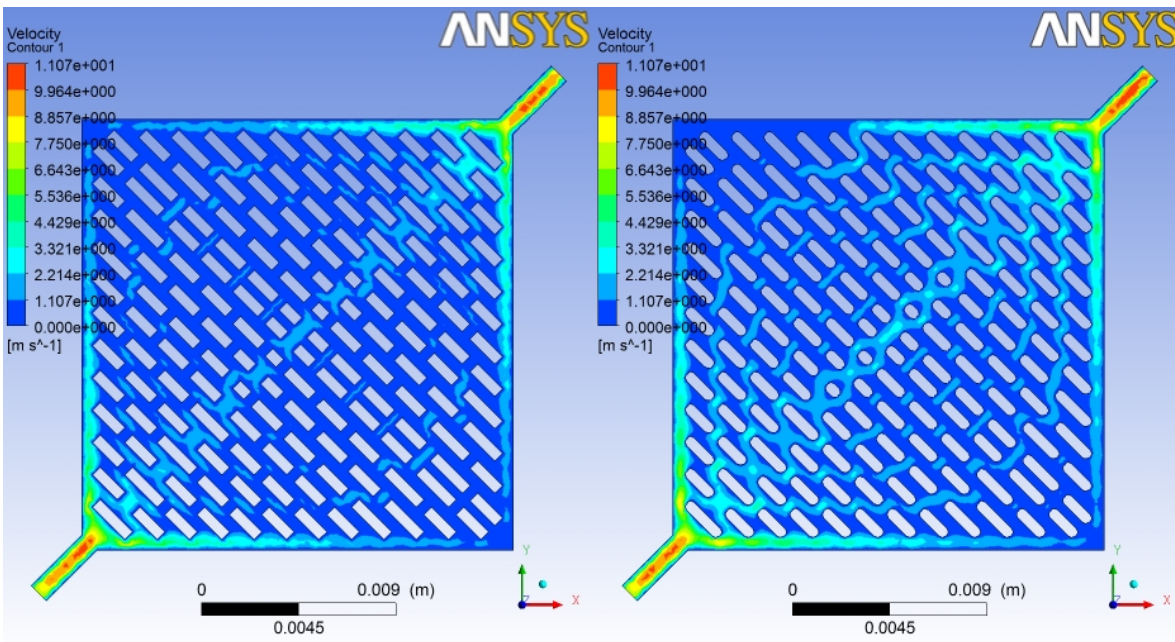 ANSYS
Velocity
Contour 1
1.107e+001
9.964e+000
8.857e+000
7.750e+000
6.643e+000
5.536e+000
4.429e+000
3.321e+000
2.214e+000
1.107e+000
0.000e+000
[m s^-1]
0
0.009 (m)
0.0045
Y
Z
X
ANSYS
Velocity
Contour 1
1.107e+001
9.964e+000
8.857e+000
7.750e+000
6.643e+000
5.536e+000
4.429e+000
3.321e+000
2.214e+000
1.107e+000
0.000e+000
[m s^-1]
0
0.009 (m)
0.0045
Y
Z
X